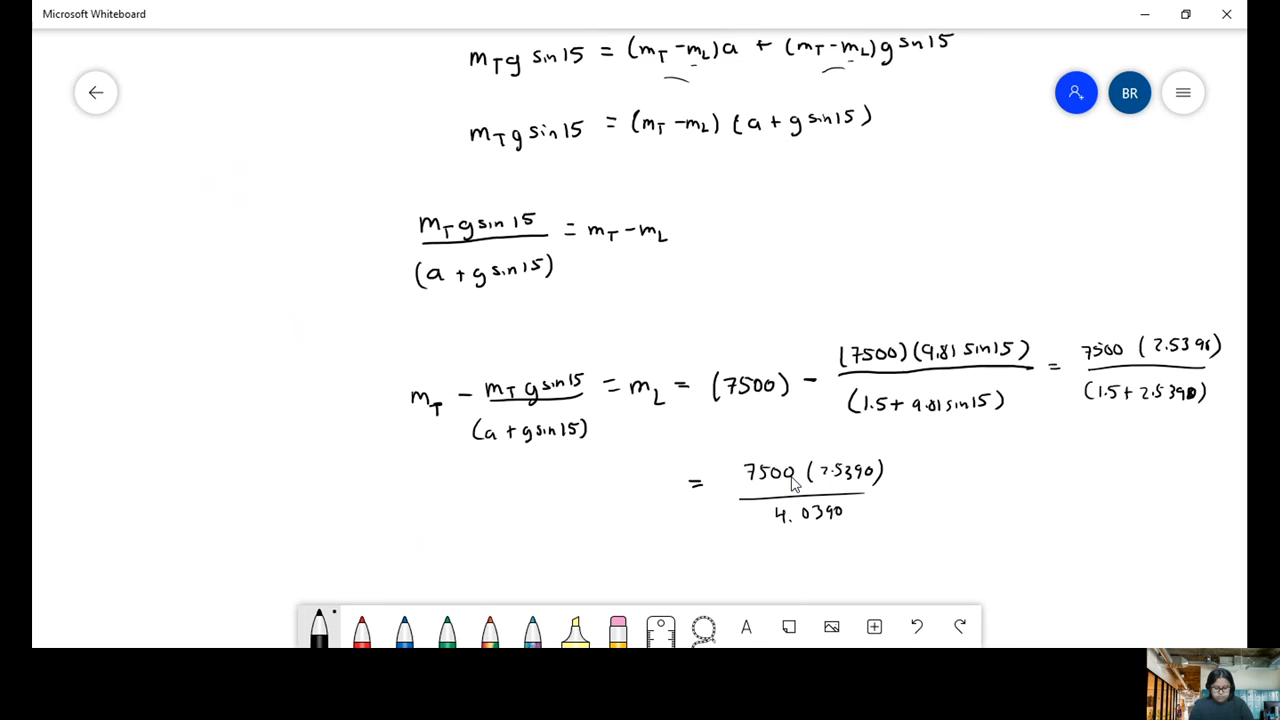 Microsoft Whiteboard
m_T g sin15 = (m_T - m_L)a + (m_T - m_L)g sin15
BR
m_T g sin15 = (m_T - m_L) (a + g sin15)
m_T g sin15 / (a + g sin15) = m_T - m_L
m_T - m_T g sin15 / (a + g sin15) = m_L = (7500) - (7500)(9.81 sin15) / (1.5 + 9.81 sin15) = 7500 (2.5390) / (1.5 + 2.5390)
= 7500 (2.5390) / 4.0390
A